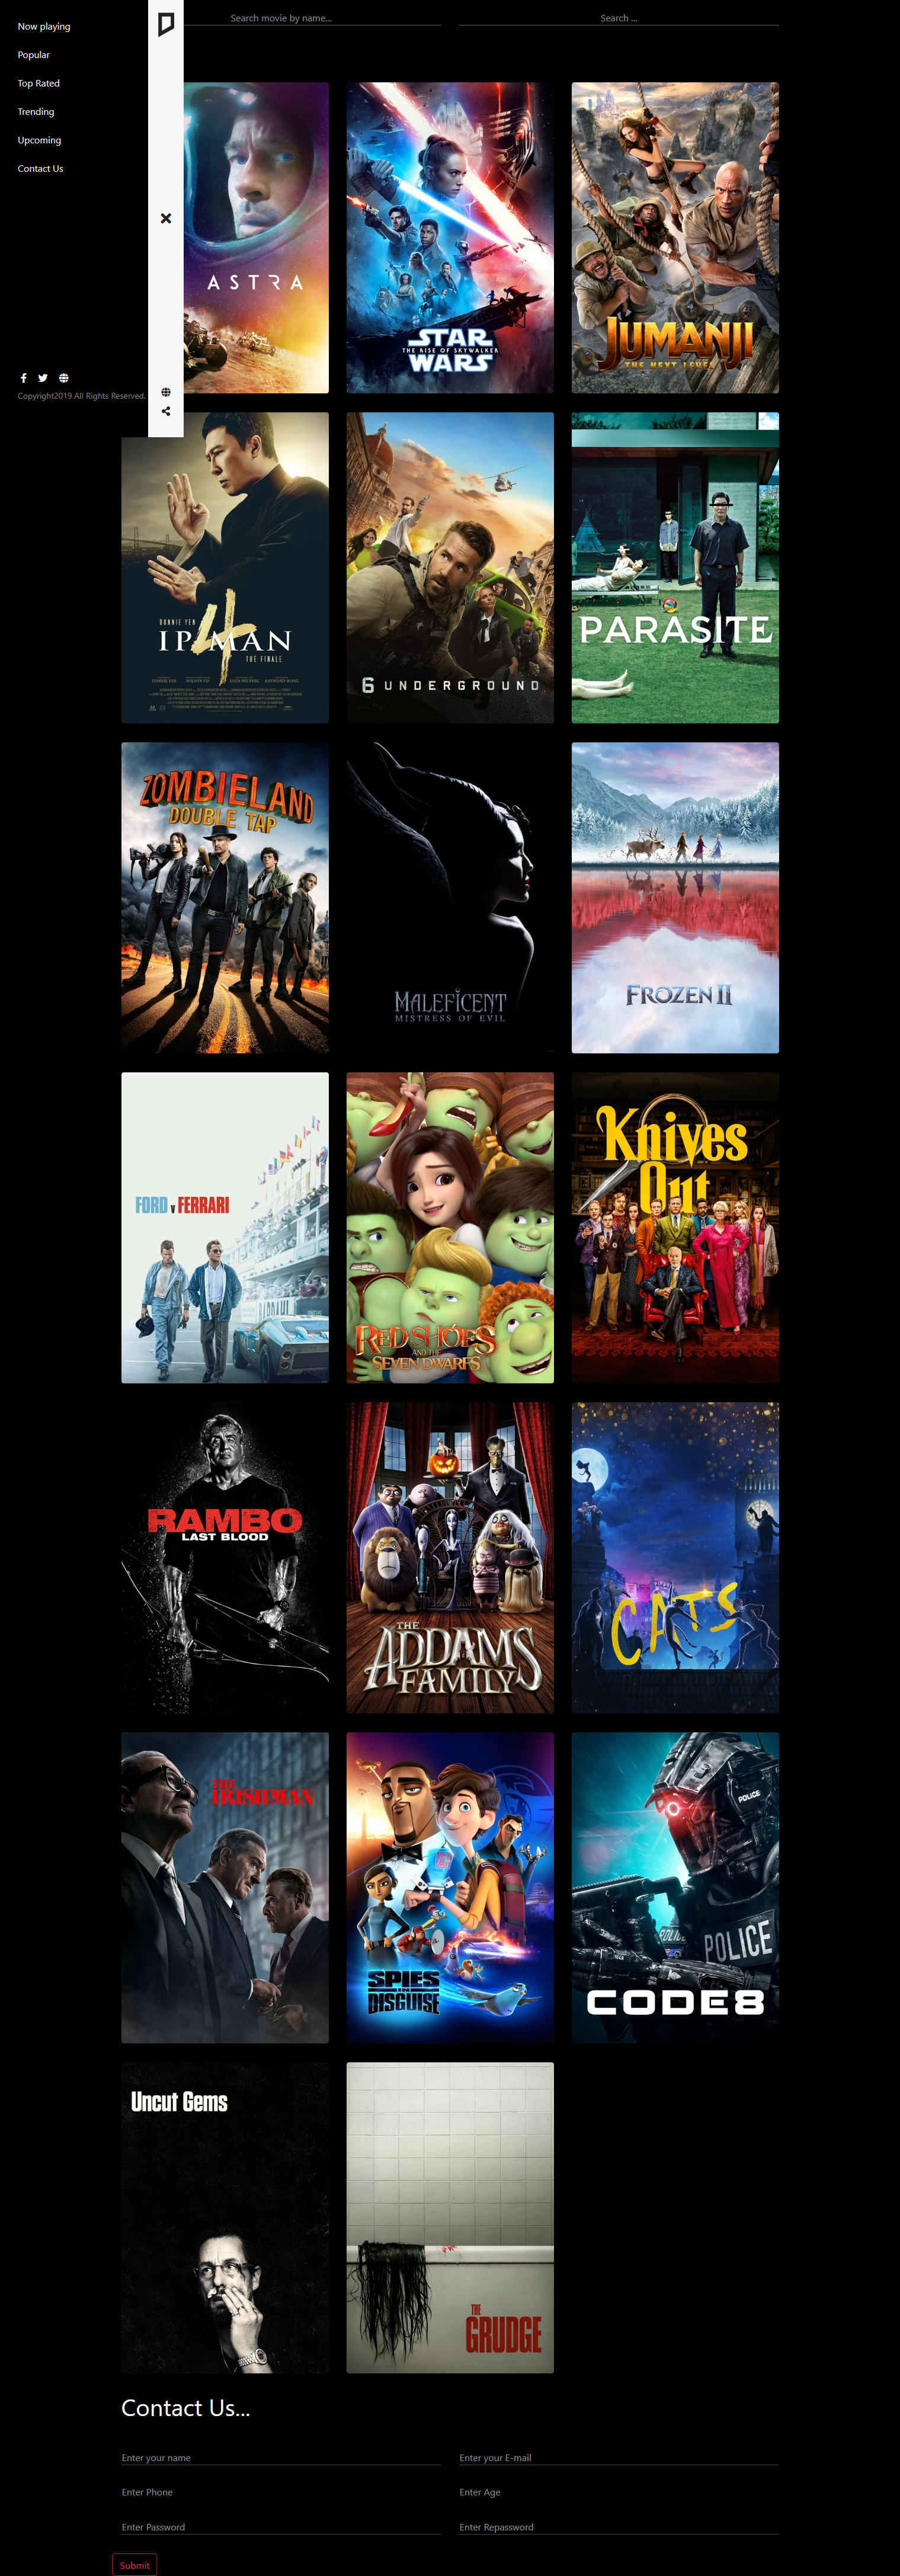 Now playing
Popular
Top Rated
Trending
Upcoming
Contact Us
Copyright2019 All Rights Reserved.
Search movie by name...
Search ...
ASTRA
STAR
THE RISE OF SKYWALKER
WARS
JUMANJI
THE NEXT LEVEL
DONNIE YEN
IP MAN
4
THE FINALE
6 UNDERGROUND
PARASITE
ZOMBIELAND
DOUBLE TAP
MALEFICENT
MISTRESS OF EVIL
FROZEN II
FORD v FERRARI
RED SHOES
AND THE
SEVEN DWARFS
Knives
Out
RAMBO
LAST BLOOD
THE
ADDAMS
FAMILY
CATS
THE
IRISHMAN
SPIES
DISGUISE
POLICE
POLICE
POLICE
CODE8
Uncut Gems
THE
GRUDGE
Contact Us...
Enter your name
Enter your E-mail
Enter Phone
Enter Age
Enter Password
Enter Repassword
Submit